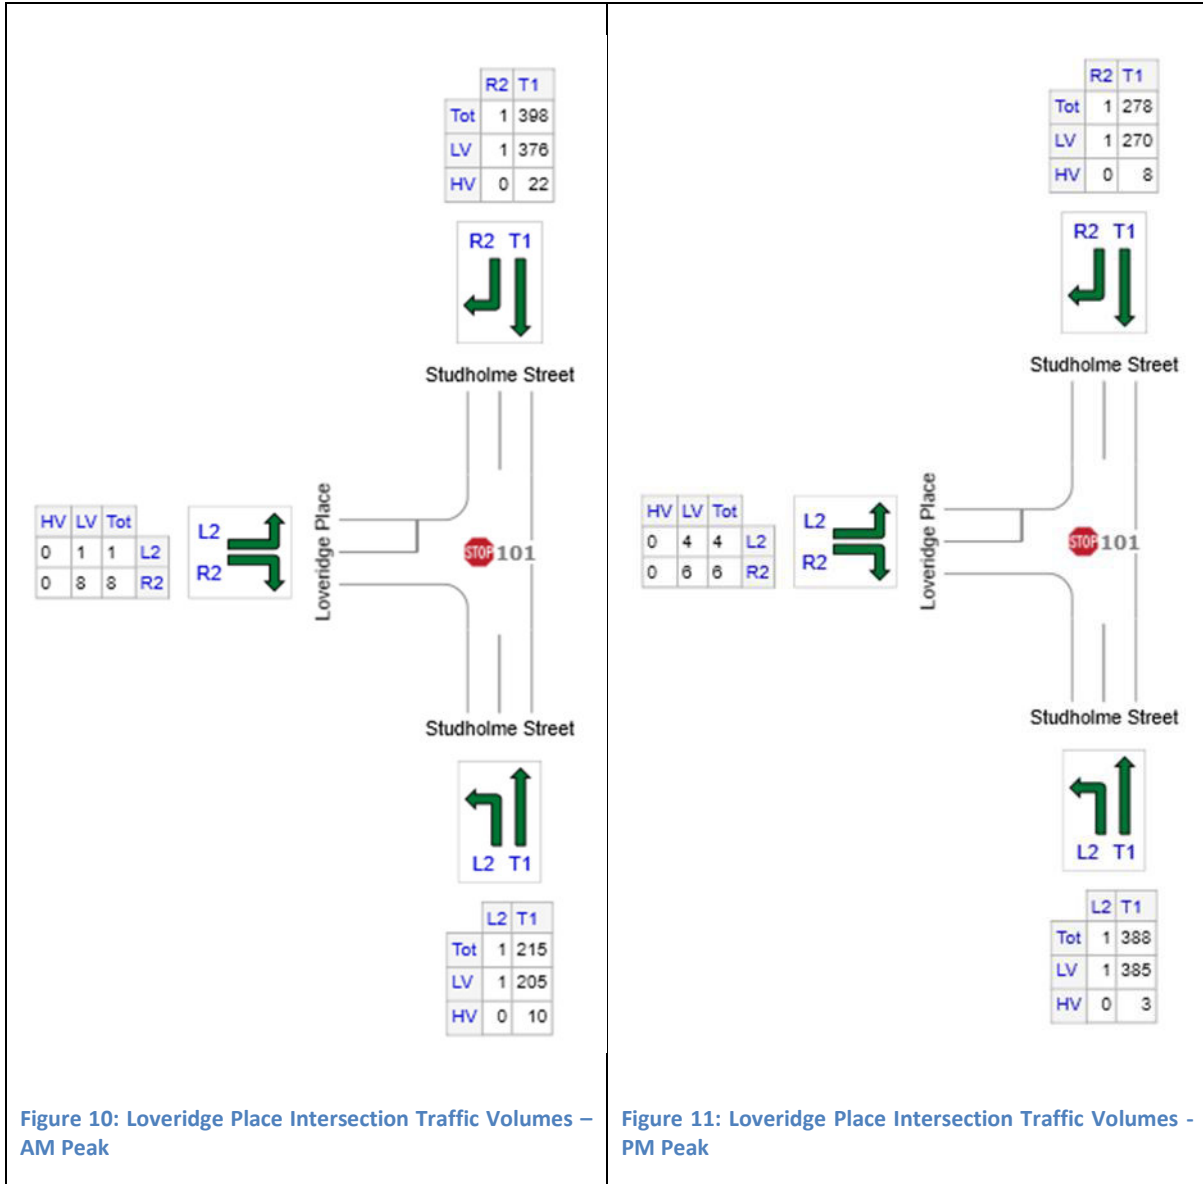 R2 T1
Tot 1 398
LV 1 376
HV 0 22
R2 T1
Studholme Street
HV LV Tot
0 1 1 L2
0 8 8 R2
L2
R2
Loveridge Place
STOP 101
Studholme Street
L2 T1
L2 T1
Tot 1 215
LV 1 205
HV 0 10
Figure 10: Loveridge Place Intersection Traffic Volumes –
AM Peak
R2 T1
Tot 1 278
LV 1 270
HV 0 8
R2 T1
Studholme Street
HV LV Tot
0 4 4 L2
0 6 6 R2
L2
R2
Loveridge Place
STOP 101
Studholme Street
L2 T1
L2 T1
Tot 1 388
LV 1 385
HV 0 3
Figure 11: Loveridge Place Intersection Traffic Volumes -
PM Peak